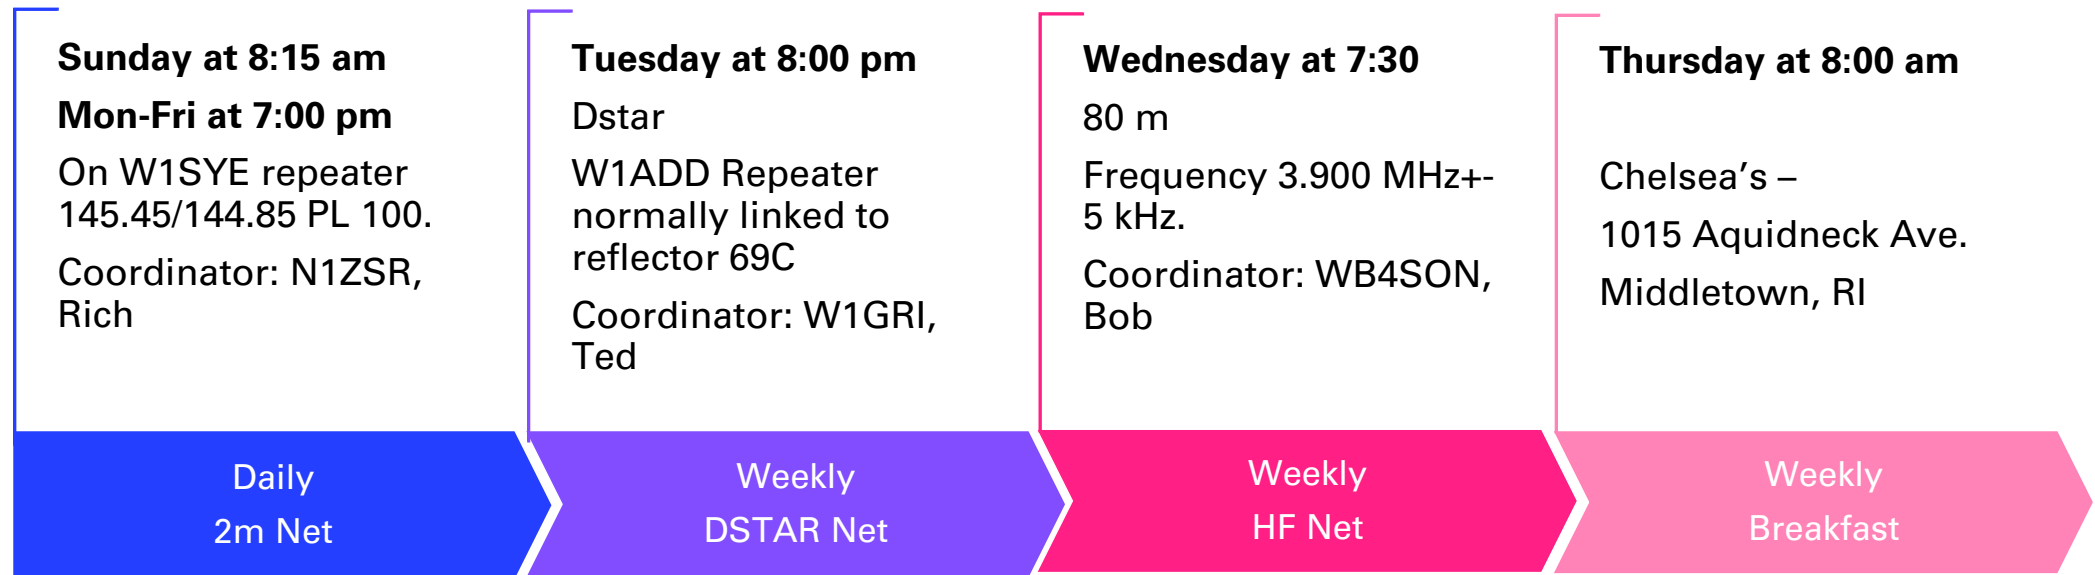 Sunday at 8:15 am
Mon-Fri at 7:00 pm
On W1SYE repeater
145.45/144.85 PL 100.
Coordinator: N1ZSR,
Rich
Daily
2m Net
Tuesday at 8:00 pm
Dstar
W1ADD Repeater
normally linked to
reflector 69C
Coordinator: W1GRI,
Ted
Weekly
DSTAR Net
Wednesday at 7:30
80 m
Frequency 3.900 MHz+-
5 kHz.
Coordinator: WB4SON,
Bob
Weekly
HF Net
Thursday at 8:00 am
Chelsea’s –
1015 Aquidneck Ave.
Middletown, RI
Weekly
Breakfast